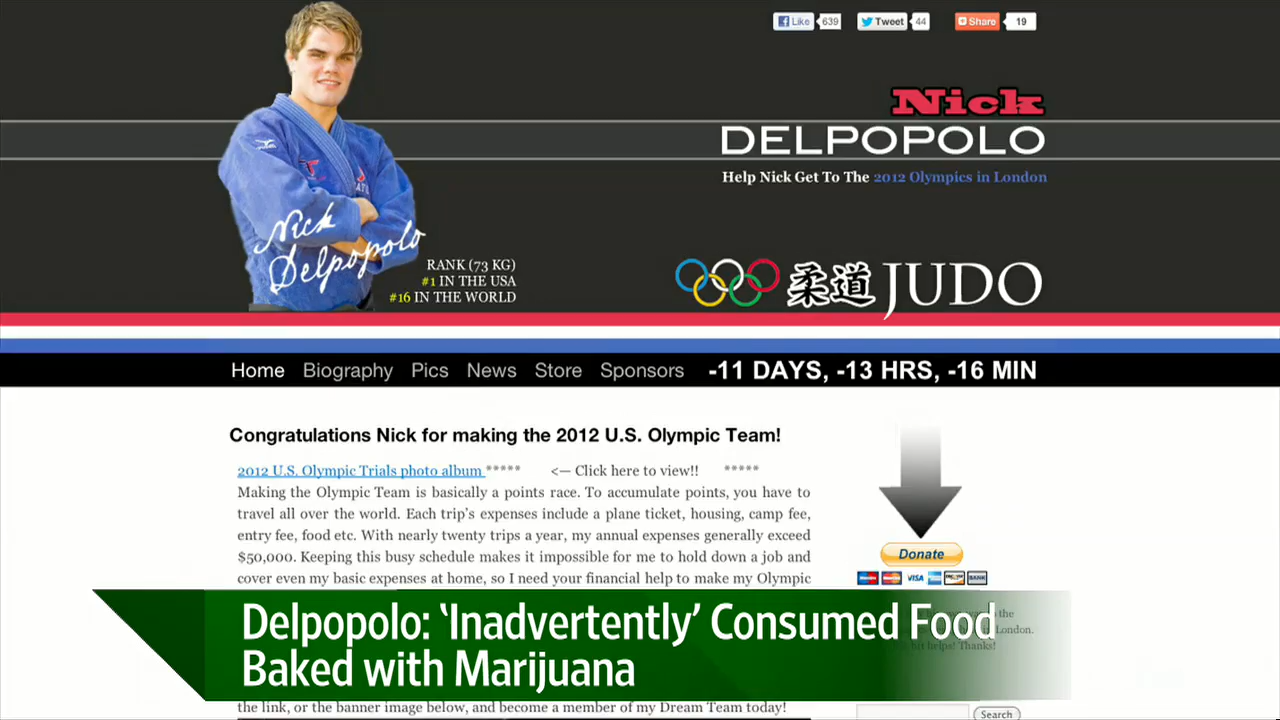 Like 639 Tweet 44 Share 19
Nick
DELPOPOLO
Help Nick Get To The 2012 Olympics in London
Nick
Delpopolo
RANK (73 KG)
#1 IN THE USA
#16 IN THE WORLD
柔道 JUDO
Home Biography Pics News Store Sponsors -11 DAYS, -13 HRS, -16 MIN
Congratulations Nick for making the 2012 U.S. Olympic Team!
2012 U.S. Olympic Trials photo album ***** <— Click here to view!! *****
Making the Olympic Team is basically a points race. To accumulate points, you have to
travel all over the world. Each trip's expenses include a plane ticket, housing, camp fee,
entry fee, food etc. With nearly twenty trips a year, my annual expenses generally exceed
$50,000. Keeping this busy schedule makes it impossible for me to hold down a job and
cover even my basic expenses at home, so I need your financial help to make my Olympic
Donate
VISA
BANK
the
London.
helps! Thanks!
Delpopolo: ‘Inadvertently’ Consumed Food
Baked with Marijuana
the link, or the banner image below, and become a member of my Dream Team today!
Search